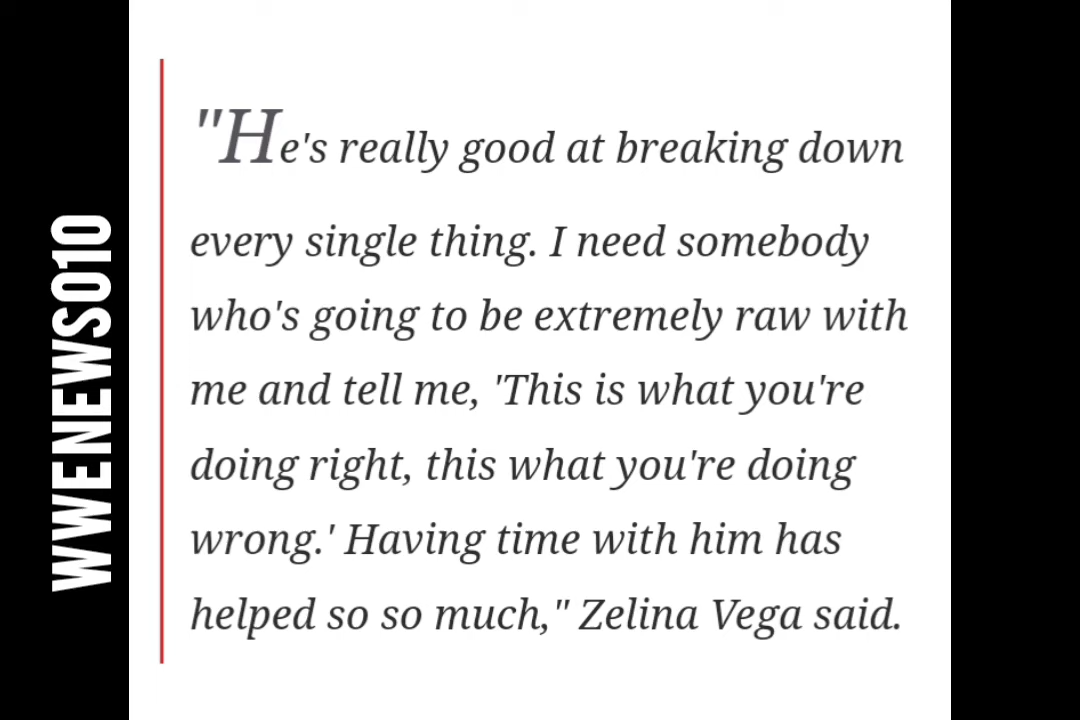 "He's really good at breaking down
every single thing. I need somebody
who's going to be extremely raw with
me and tell me, 'This is what you're
doing right, this what you're doing
wrong.' Having time with him has
helped so so much," Zelina Vega said.
WWENEWS010